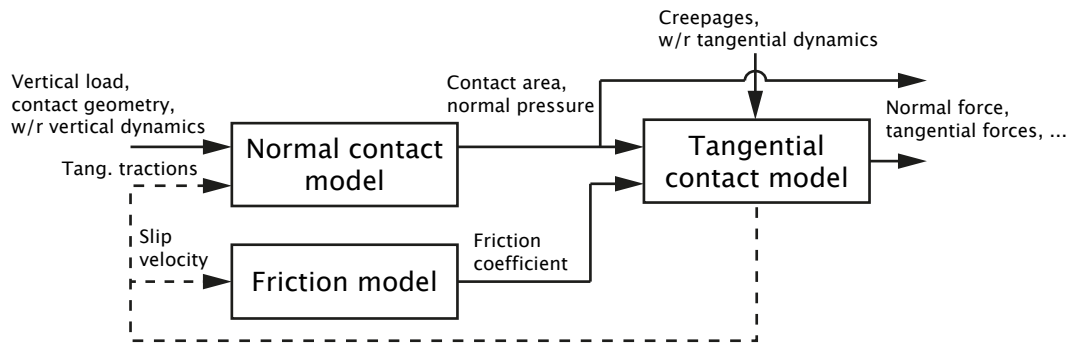 Creepages,
w/r tangential dynamics
Vertical load,
contact geometry,
w/r vertical dynamics
Contact area,
normal pressure
Normal force,
tangential forces, ...
Normal contact
model
Tangential
contact model
Tang. tractions
Slip
velocity
Friction
coefficient
Friction model